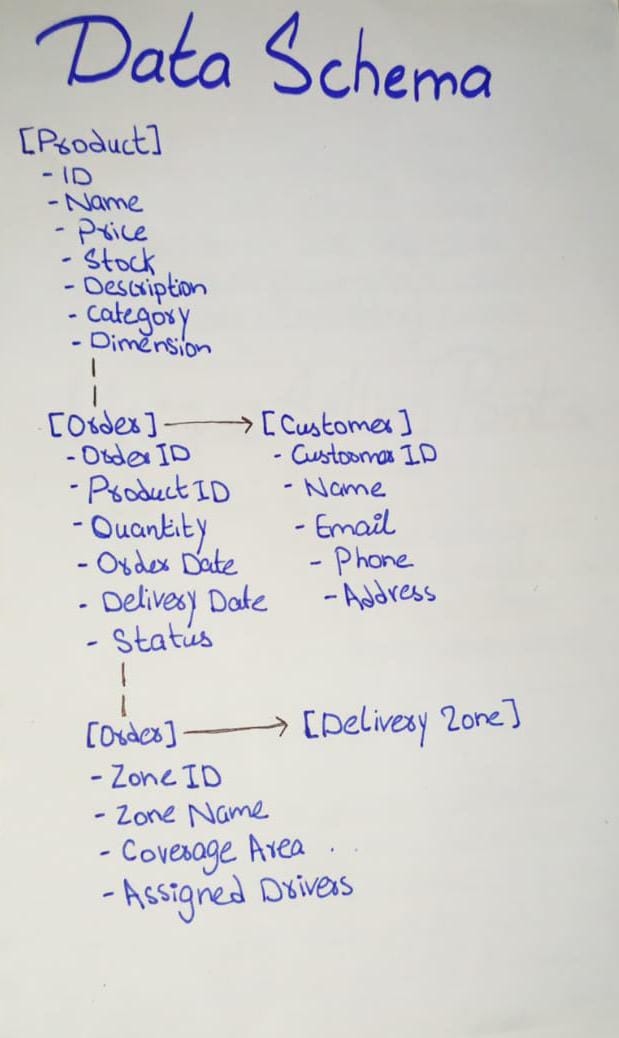 Data Schema
[Product]
- ID
- Name
- Price
- Stock
- Description
- Category
- Dimension
[Order] → [Customer]
- Order ID
- Product ID
- Quantity
- Order Date
- Delivery Date
- Status
- Custoomer ID
- Name
- Email
- Phone
- Address
[Order] → [Delivery Zone]
- Zone ID
- Zone Name
- Coverage Area
- Assigned Drivers